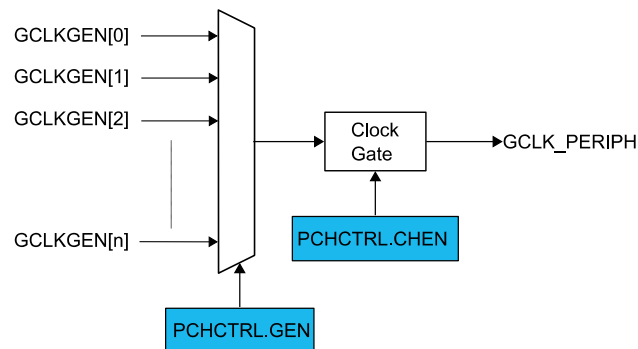 GCLKGEN[0]
GCLKGEN[1]
GCLKGEN[2]
Clock
Gate
GCLK_PERIPH
GCLKGEN[n]
PCHCTRL.CHEN
PCHCTRL.GEN